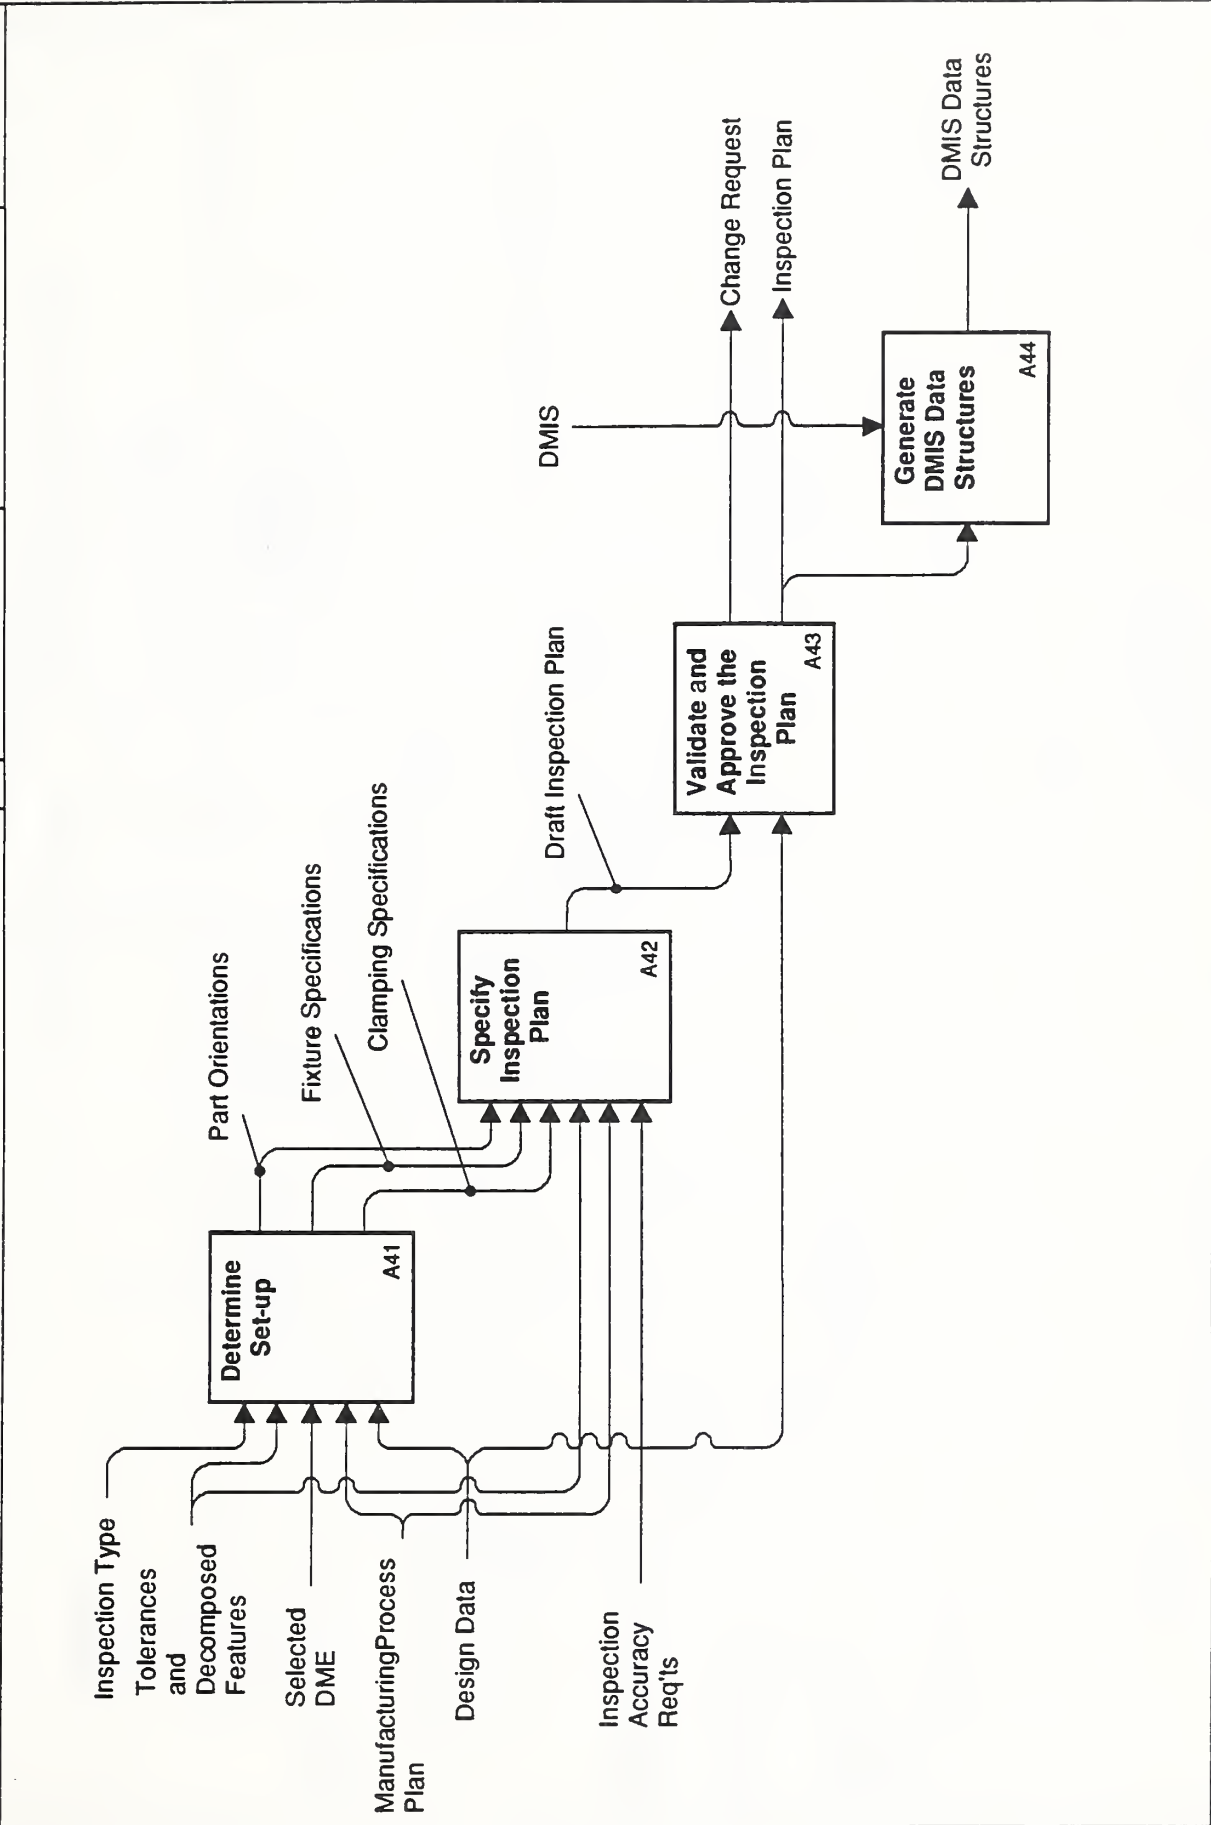 Inspection Type
Tolerances
and
Decomposed
Features
Selected
DME
ManufacturingProcess
Plan
Design Data
Inspection
Accuracy
Req'ts
Determine
Set-up
A41
Part Orientations
Fixture Specifications
Clamping Specifications
Specify
Inspection
Plan
A42
Draft Inspection Plan
Validate and
Approve the
Inspection
Plan
A43
DMIS
Change Request
Inspection Plan
Generate
DMIS Data
Structures
A44
DMIS Data
Structures